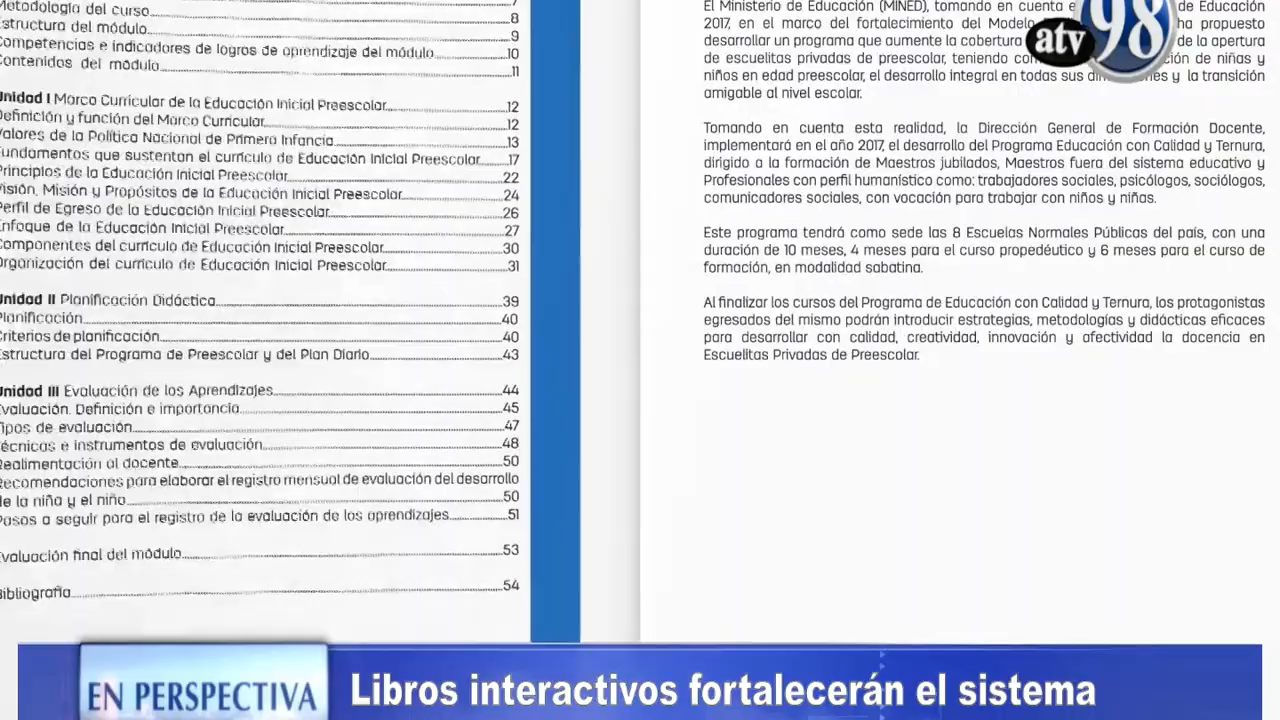 Metodología del curso 7
Estructura del módulo 8
9
Competencias e indicadores de logros de aprendizaje del módulo 10
Contenidos del módulo 11
Unidad I Marco Curricular de la Educación Inicial Preescolar 12
Definición y función del Marco Curricular 12
Valores de la Política Nacional de Primera Infancia 13
Fundamentos que sustentan el currículo de Educación Inicial Preescolar 17
Principios de la Educación Inicial Preescolar 22
Visión, Misión y Propósitos de la Educación Inicial Preescolar 24
Perfil de Egreso de la Educación Inicial Preescolar 26
Enfoque de la Educación Inicial Preescolar 27
Componentes del currículo de Educación Inicial Preescolar 30
Organización del currículo de Educación Inicial Preescolar 31
Unidad II Planificación Didáctica 39
Planificación 40
Criterios de planificación 40
Estructura del Programa de Preescolar y del Plan Diario 43
Unidad III Evaluación de los Aprendizajes 44
Evaluación. Definición e importancia 45
Tipos de evaluación 47
Técnicas e instrumentos de evaluación 48
Realimentación al docente 50
Recomendaciones para elaborar el registro mensual de evaluación del desarrollo
de la niña y el niño 50
Pasos a seguir para el registro de la evaluación de los aprendizajes 51
Evaluación final del módulo 53
Bibliografía 54
El Ministerio de Educación (MINED), tomando en cuenta de Educación
2017, en el marco del fortalecimiento de la Modalidad ha propuesto
desarrollar un programa que aumente la la apertura
de escuelitas privadas de preescolar, teniendo como de niñas y
niños en edad preescolar, el desarrollo integral de todas sus y la transición
amigable al nivel escolar.
Tomando en cuenta esta realidad, la Dirección General de Formación Docente,
implementará en el 2017, el desarrollo del Programa Educación con Calidad y Ternura,
dirigido a la formación de Maestros jubilados, Maestros fuera del sistema educativo y
Profesionales con perfil humanista como: trabajadores sociales, psicólogos, sociólogos,
comunicadores sociales, con vocación para trabajar con niños y niñas.
Este programa tendrá como sede las 8 Escuelas Normales Públicas del país, con una
duración de 10 meses, 4 meses para el curso propedéutico y 6 meses para el curso de
formación, en modalidad sabatina.
Al finalizar los cursos del Programa de Educación con Calidad y Ternura, los protagonistas
egresados del mismo podrán introducir estrategias, metodologías y didácticas eficaces
para desarrollar con calidad, creatividad, innovación y afectividad la docencia en
Escuelitas Privadas de Preescolar.
atv 98
EN PERSPECTIVA
Libros interactivos fortalecerán el sistema